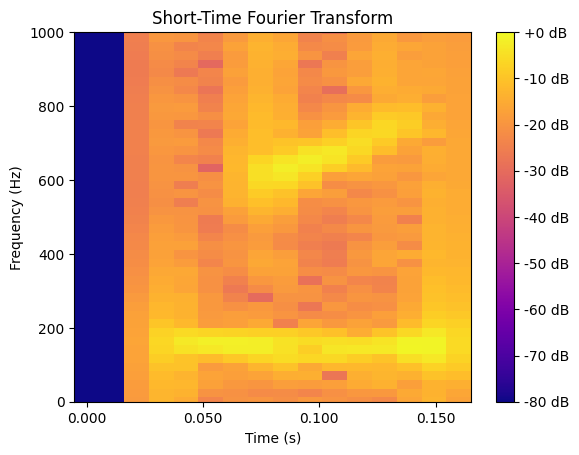 Short-Time Fourier Transform
Frequency (Hz)
1000
800
600
400
200
0
0.000
0.050
0.100
0.150
Time (s)
+0 dB
-10 dB
-20 dB
-30 dB
-40 dB
-50 dB
-60 dB
-70 dB
-80 dB